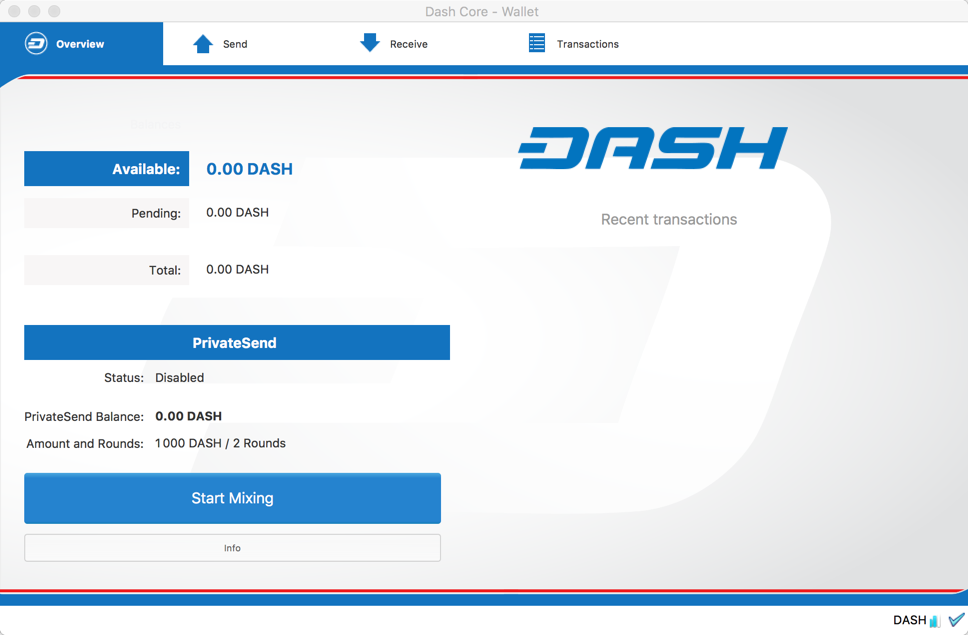 Dash Core - Wallet
Overview
Send
Receive
Transactions
DASH
Available: 0.00 DASH
Pending: 0.00 DASH
Total: 0.00 DASH
Recent transactions
PrivateSend
Status: Disabled
PrivateSend Balance: 0.00 DASH
Amount and Rounds: 1 000 DASH / 2 Rounds
Start Mixing
Info
DASH